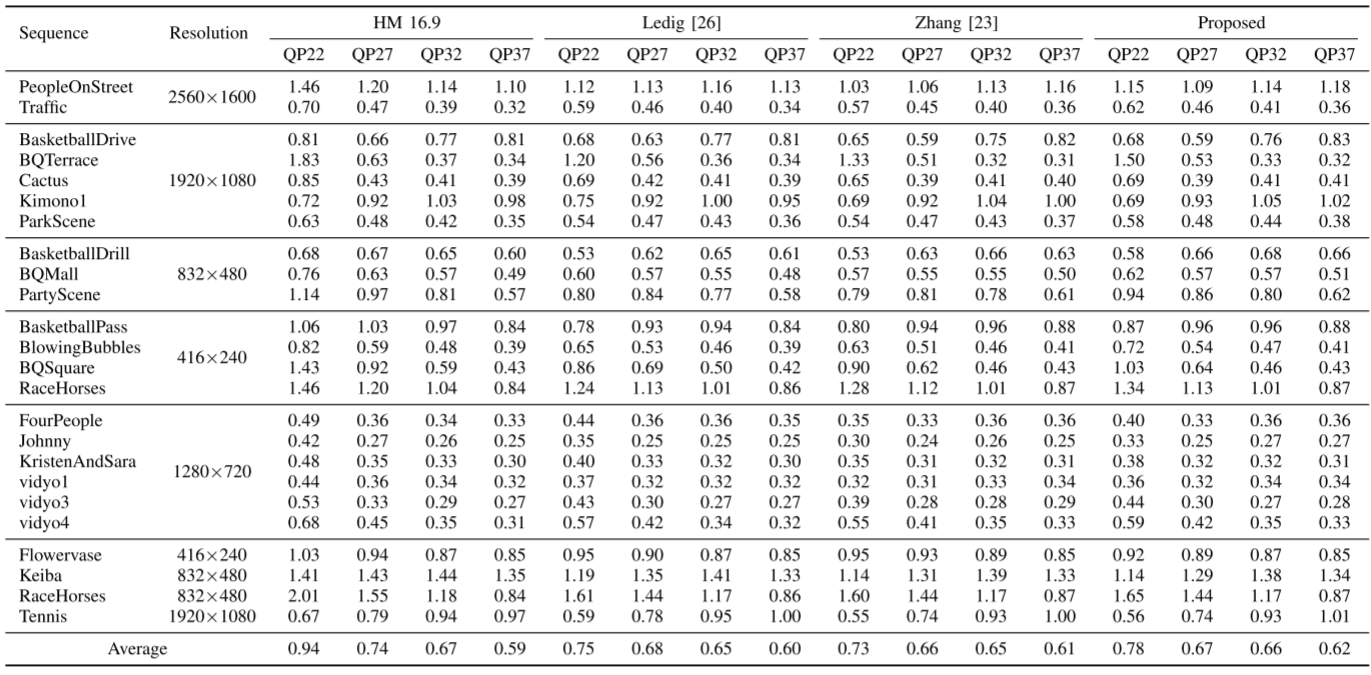 Sequence Resolution HM 16.9 Ledig [26] Zhang [23] Proposed
QP22 QP27 QP32 QP37 QP22 QP27 QP32 QP37 QP22 QP27 QP32 QP37 QP22 QP27 QP32 QP37
PeopleOnStreet 2560×1600 1.46 1.20 1.14 1.10 1.12 1.13 1.16 1.13 1.03 1.06 1.13 1.16 1.15 1.09 1.14 1.18
Traffic 0.70 0.47 0.39 0.32 0.59 0.46 0.40 0.34 0.57 0.45 0.40 0.36 0.62 0.46 0.41 0.36
BasketballDrive 0.81 0.66 0.77 0.81 0.68 0.63 0.77 0.81 0.65 0.59 0.75 0.82 0.68 0.59 0.76 0.83
BQTerrace 1.83 0.63 0.37 0.34 1.20 0.56 0.36 0.34 1.33 0.51 0.32 0.31 1.50 0.53 0.33 0.32
Cactus 1920×1080 0.85 0.43 0.41 0.39 0.69 0.42 0.41 0.39 0.65 0.39 0.41 0.40 0.69 0.39 0.41 0.41
Kimono1 0.72 0.92 1.03 0.98 0.75 0.92 1.00 0.95 0.69 0.92 1.04 1.00 0.69 0.93 1.05 1.02
ParkScene 0.63 0.48 0.42 0.35 0.54 0.47 0.43 0.36 0.54 0.47 0.43 0.37 0.58 0.48 0.44 0.38
BasketballDrill 0.68 0.67 0.65 0.60 0.53 0.62 0.65 0.61 0.53 0.63 0.66 0.63 0.58 0.66 0.68 0.66
BQMall 832×480 0.76 0.63 0.57 0.49 0.60 0.57 0.55 0.48 0.57 0.55 0.55 0.50 0.62 0.57 0.57 0.51
PartyScene 1.14 0.97 0.81 0.57 0.80 0.84 0.77 0.58 0.79 0.81 0.78 0.61 0.94 0.86 0.80 0.62
BasketballPass 1.06 1.03 0.97 0.84 0.78 0.93 0.94 0.84 0.80 0.94 0.96 0.88 0.87 0.96 0.96 0.88
BlowingBubbles 416×240 0.82 0.59 0.48 0.39 0.65 0.53 0.46 0.39 0.63 0.51 0.46 0.41 0.72 0.54 0.47 0.41
BQSquare 1.43 0.92 0.59 0.43 0.86 0.69 0.50 0.42 0.90 0.62 0.46 0.43 1.03 0.64 0.46 0.43
RaceHorses 1.46 1.20 1.04 0.84 1.24 1.13 1.01 0.86 1.28 1.12 1.01 0.87 1.34 1.13 1.01 0.87
FourPeople 0.49 0.36 0.34 0.33 0.44 0.36 0.36 0.35 0.35 0.33 0.36 0.36 0.40 0.33 0.36 0.36
Johnny 0.42 0.27 0.26 0.25 0.35 0.25 0.25 0.25 0.30 0.24 0.26 0.25 0.33 0.25 0.27 0.27
KristenAndSara 1280×720 0.48 0.35 0.33 0.30 0.40 0.33 0.32 0.30 0.35 0.31 0.32 0.31 0.38 0.32 0.32 0.31
vidyo1 0.44 0.36 0.34 0.32 0.37 0.32 0.32 0.32 0.32 0.31 0.33 0.34 0.36 0.32 0.34 0.34
vidyo3 0.53 0.33 0.29 0.27 0.43 0.30 0.27 0.27 0.39 0.28 0.28 0.29 0.44 0.30 0.27 0.28
vidyo4 0.68 0.45 0.35 0.31 0.57 0.42 0.34 0.32 0.55 0.41 0.35 0.33 0.59 0.42 0.35 0.33
Flowervase 416×240 1.03 0.94 0.87 0.85 0.95 0.90 0.87 0.85 0.95 0.93 0.89 0.85 0.92 0.89 0.87 0.85
Keiba 832×480 1.41 1.43 1.44 1.35 1.19 1.35 1.41 1.33 1.14 1.31 1.39 1.33 1.14 1.29 1.38 1.34
RaceHorses 832×480 2.01 1.55 1.18 0.84 1.61 1.44 1.17 0.86 1.60 1.44 1.17 0.87 1.65 1.44 1.17 0.87
Tennis 1920×1080 0.67 0.79 0.94 0.97 0.59 0.78 0.95 1.00 0.55 0.74 0.93 1.00 0.56 0.74 0.93 1.01
Average 0.94 0.74 0.67 0.59 0.75 0.68 0.65 0.60 0.73 0.66 0.65 0.61 0.78 0.67 0.66 0.62